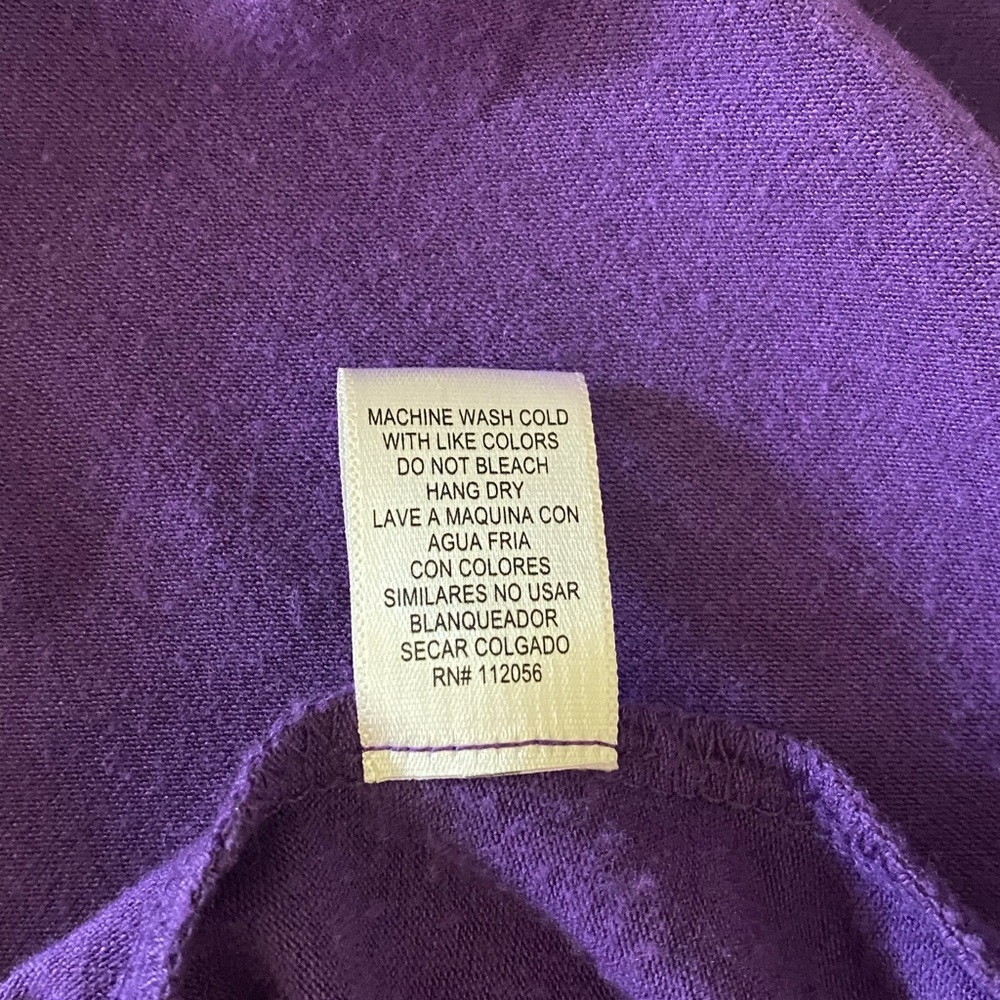 MACHINE WASH COLD
WITH LIKE COLORS
DO NOT BLEACH
HANG DRY
LAVE A MAQUINA CON
AGUA FRIA
CON COLORES
SIMILARES NO USAR
BLANQUEADOR
SECAR COLGADO
RN# 112056